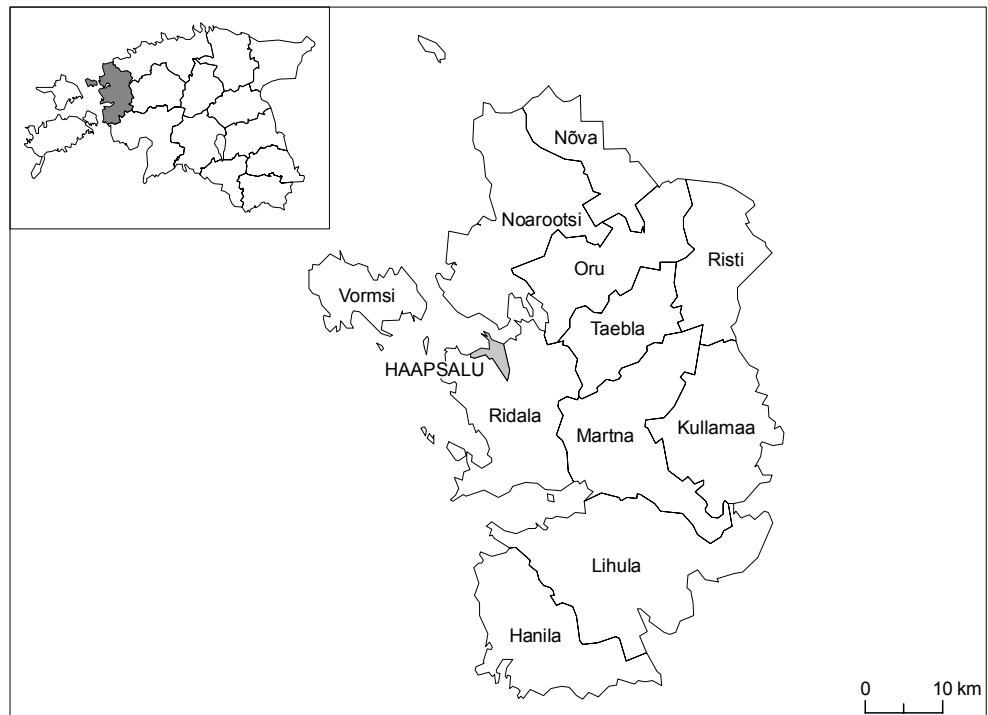 Nõva
Noarootsi
Risti
Oru
Vormsi
Taebla
HAAPSALU
Ridala
Martna
Kullamaa
Lihula
Hanila
0 10 km